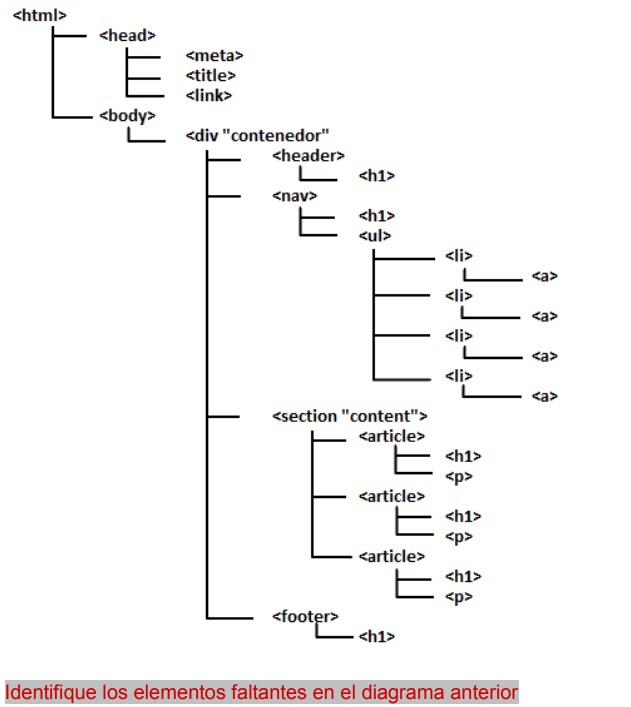 <html>
<head>
<meta>
<title>
<link>
<body>
<div "contenedor"
<header>
<h1>
<nav>
<h1>
<ul>
<li>
<a>
<li>
<a>
<li>
<a>
<li>
<a>
<section "content">
<article>
<h1>
<p>
<article>
<h1>
<p>
<article>
<h1>
<p>
<footer>
<h1>
Identifique los elementos faltantes en el diagrama anterior